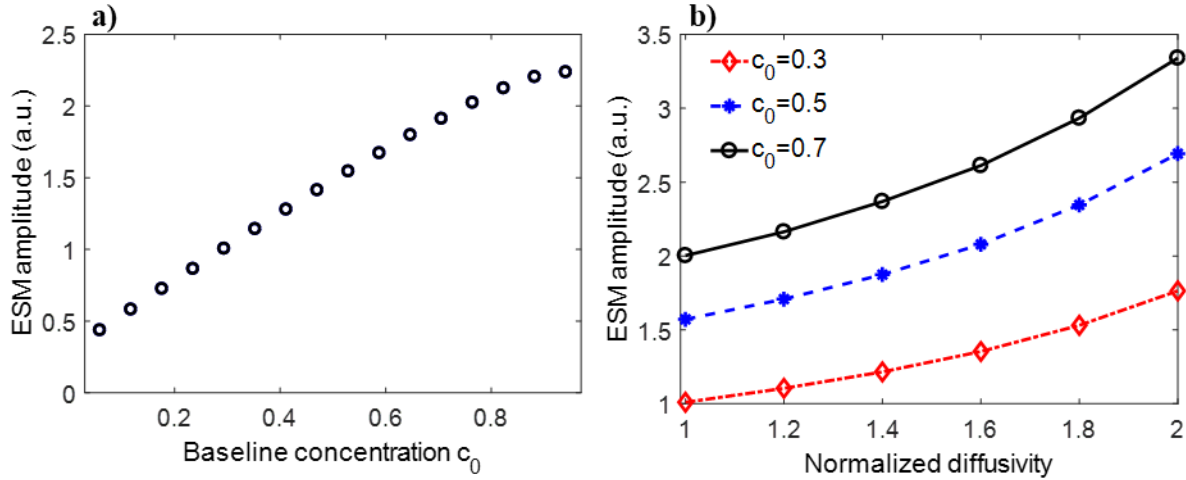 a)
ESM amplitude (a.u.)
2.5
2
1.5
1
0.5
0
0.2
0.4
0.6
0.8
Baseline concentration c₀
b)
ESM amplitude (a.u.)
3.5
3
2.5
2
1.5
1
c₀=0.3
c₀=0.5
c₀=0.7
1
1.2
1.4
1.6
1.8
2
Normalized diffusivity